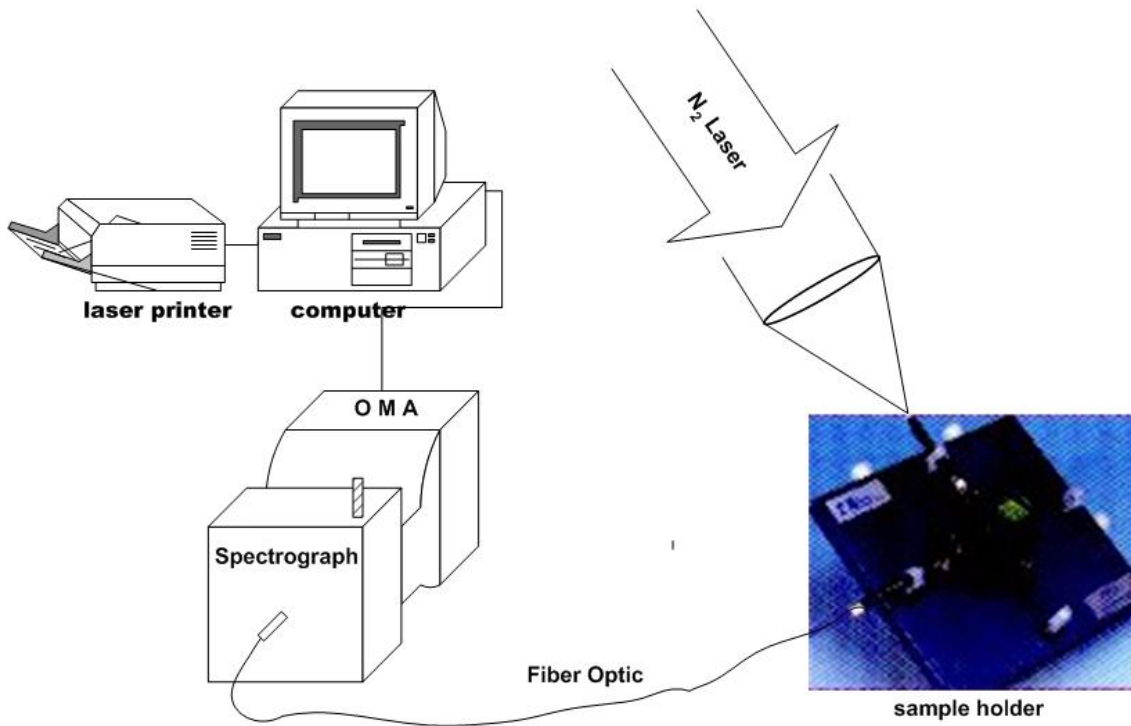 N₂ Laser
laser printer
computer
O M A
Spectrograph
Fiber Optic
sample holder